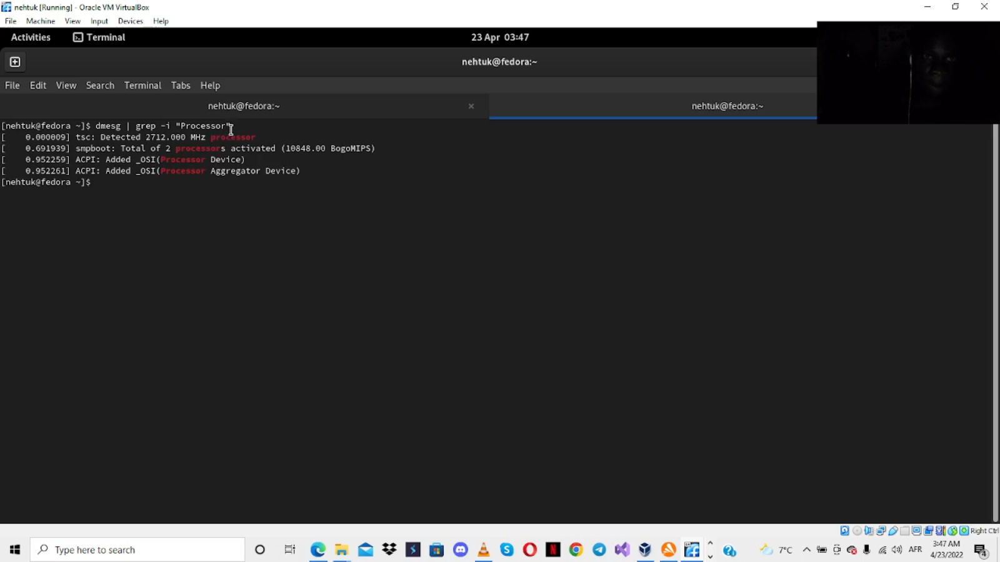 nehtuk [Running] - Oracle VM VirtualBox
File Machine View Input Devices Help
Activities Terminal 23 Apr 03:47
nehtuk@fedora:~
File Edit View Search Terminal Tabs Help
nehtuk@fedora:~ × nehtuk@fedora:~
[nehtuk@fedora ~]$ dmesg | grep -i "Processor"
[    0.000009] tsc: Detected 2712.000 MHz processor
[    0.691939] smpboot: Total of 2 processors activated (10848.00 BogoMIPS)
[    0.952259] ACPI: Added _OSI(Processor Device)
[    0.952261] ACPI: Added _OSI(Processor Aggregator Device)
[nehtuk@fedora ~]$
Right Ctrl
Type here to search
7°C AFR 3:47 AM
4/23/2022
4